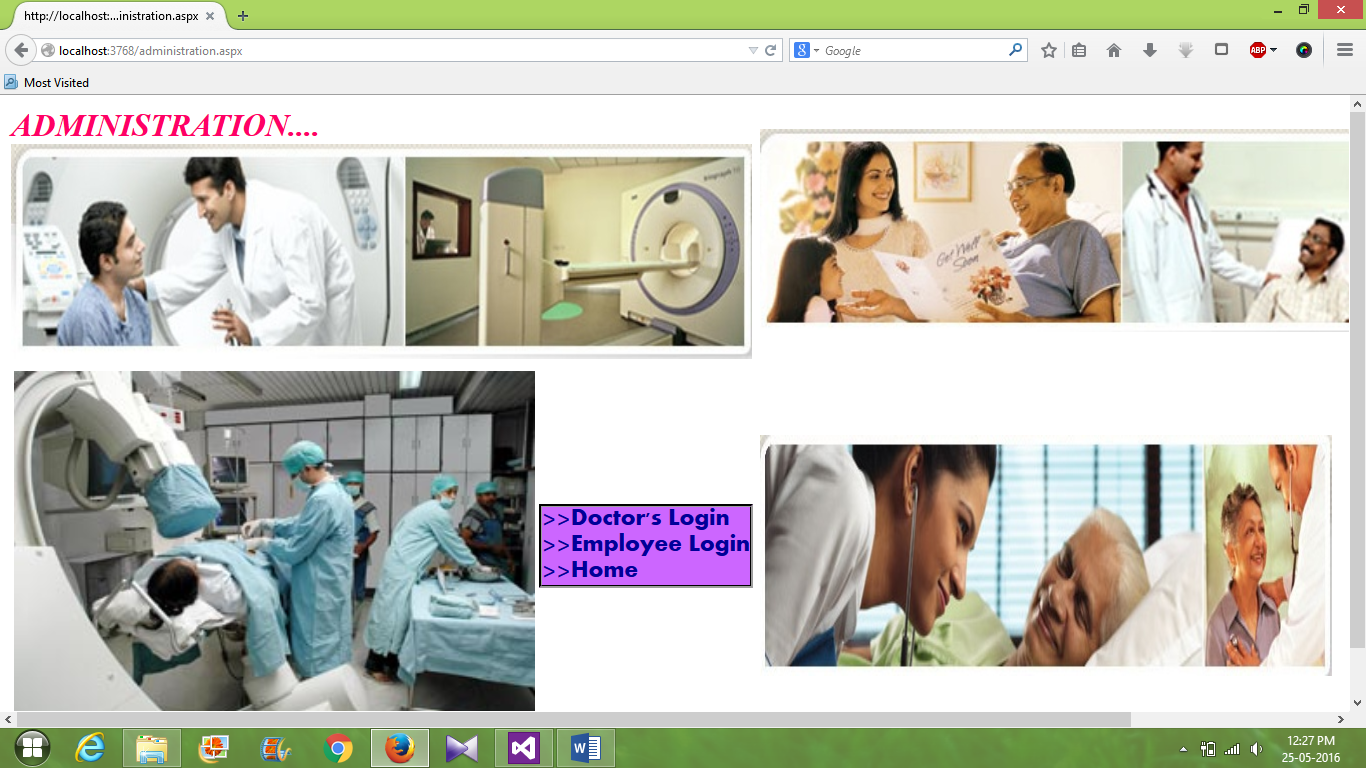 http://localhost:...inistration.aspx
localhost:3768/administration.aspx
Google
ABP
Most Visited
ADMINISTRATION....
Get Well
Soon
>>Doctor's Login
>>Employee Login
>>Home
12:27 PM
25-05-2016